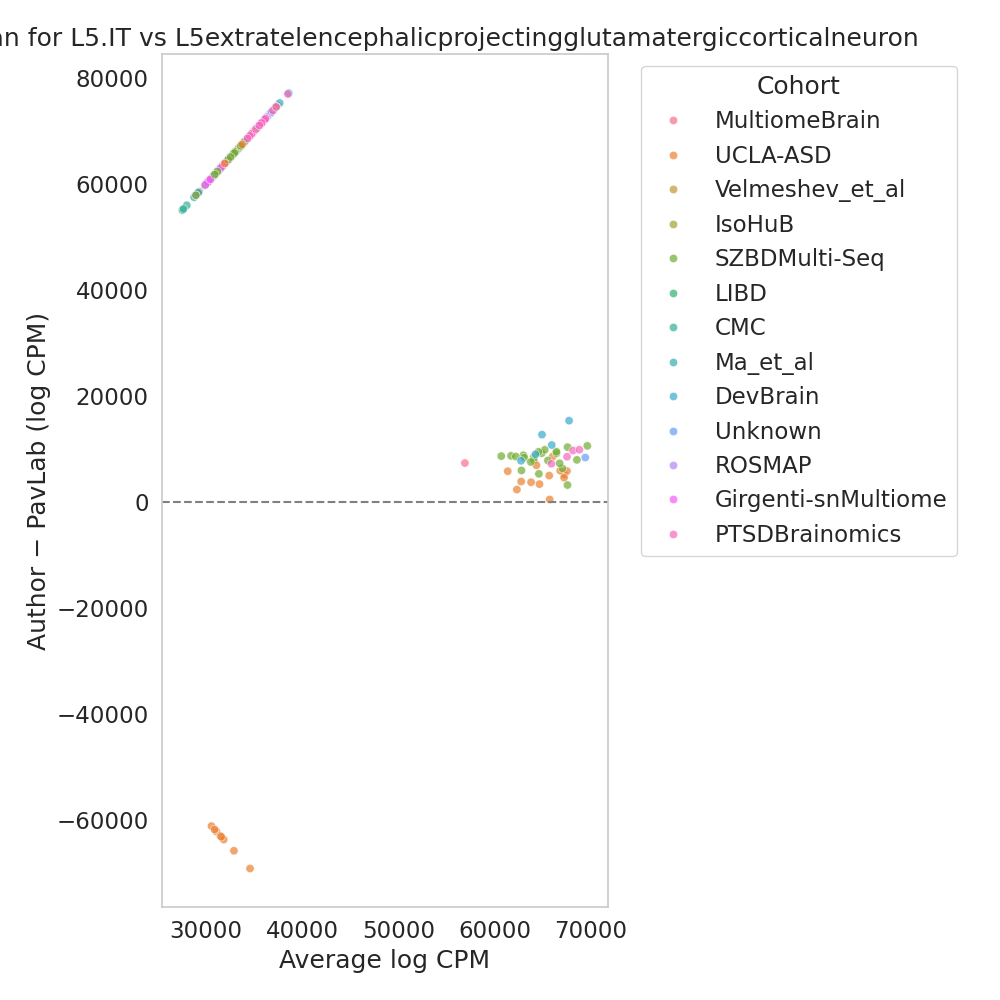 for L5.IT vs L5extratelencephalicprojectingglutamatergiccorticalneuron
Author − PavLab (log CPM)
80000
60000
40000
20000
0
−20000
−40000
−60000
30000 40000 50000 60000 70000
Average log CPM
Cohort
MultiomeBrain
UCLA-ASD
Velmeshev_et_al
IsoHuB
SZBDMulti-Seq
LIBD
CMC
Ma_et_al
DevBrain
Unknown
ROSMAP
Girgenti-snMultiome
PTSDBrainomics